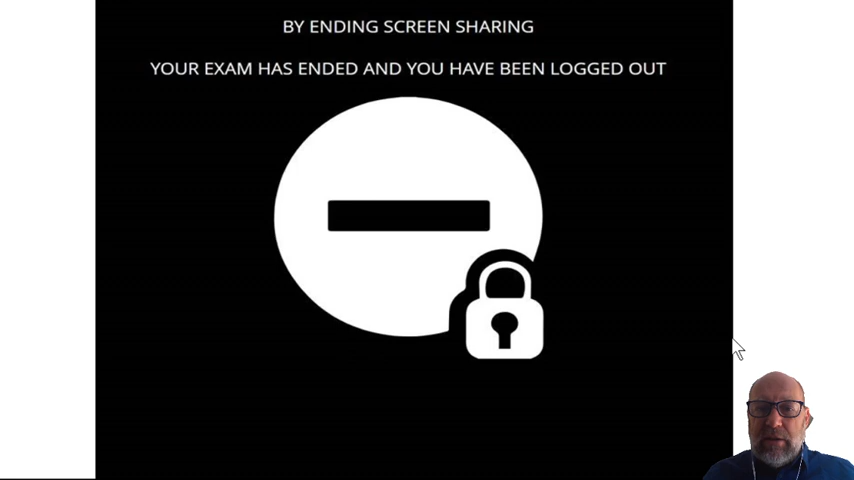 BY ENDING SCREEN SHARING
YOUR EXAM HAS ENDED AND YOU HAVE BEEN LOGGED OUT